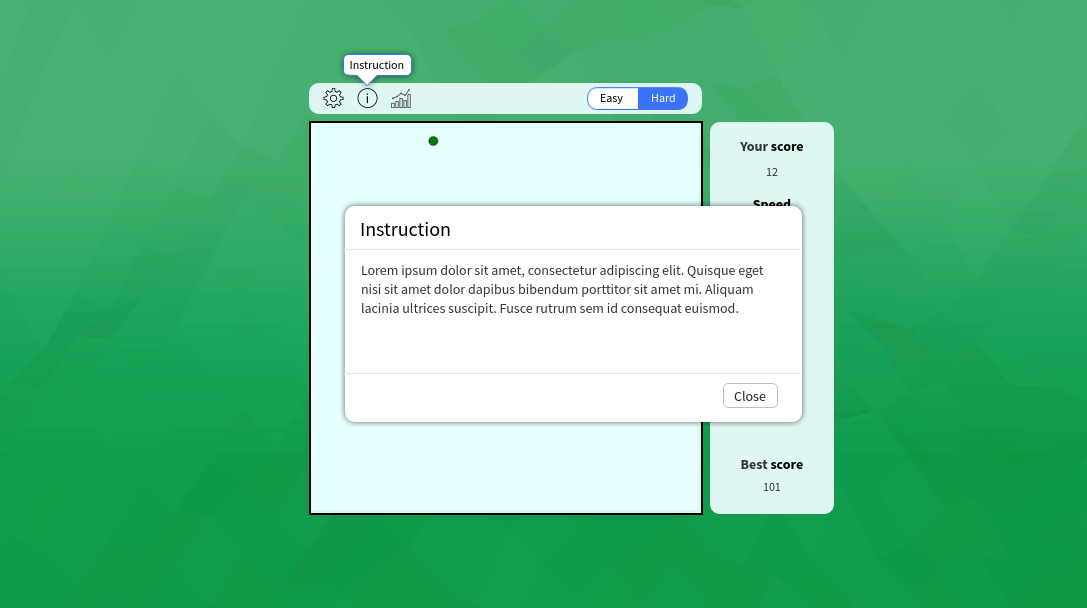 Instruction
i
Easy Hard
Your score
12
Speed
Instruction
Lorem ipsum dolor sit amet, consectetur adipiscing elit. Quisque eget
nisi sit amet dolor dapibus bibendum porttitor sit amet mi. Aliquam
lacinia ultrices suscipit. Fusce rutrum sem id consequat euismod.
Close
Best score
101